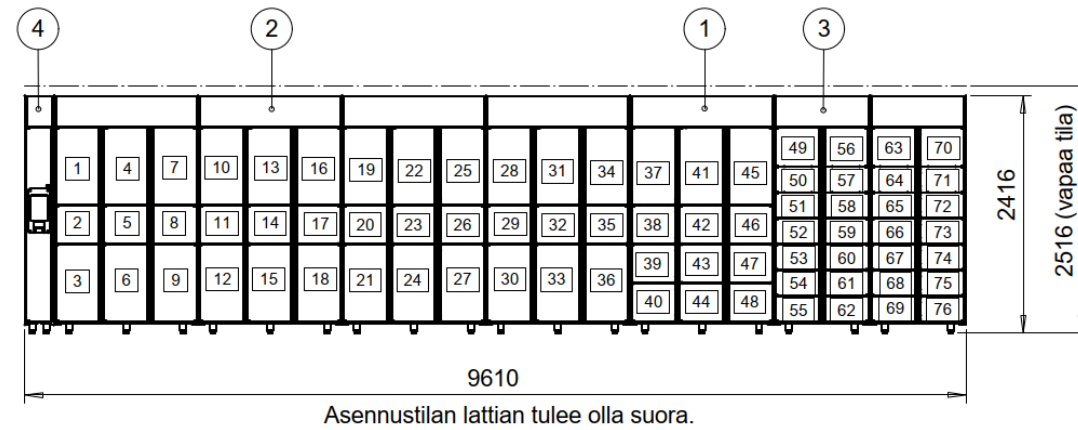 4 2 1 3
1 4 7 10 13 16 19 22 25 28 31 34 37 41 45 49 56 63 70
50 57 64 71
2 5 8 11 14 17 20 23 26 29 32 35 38 42 46 51 58 65 72
52 59 66 73
3 6 9 12 15 18 21 24 27 30 33 36 39 43 47 53 60 67 74
54 61 68 75
40 44 48 55 62 69 76
2416
2516 (vapaa tila)
9610
Asennustilan lattian tulee olla suora.